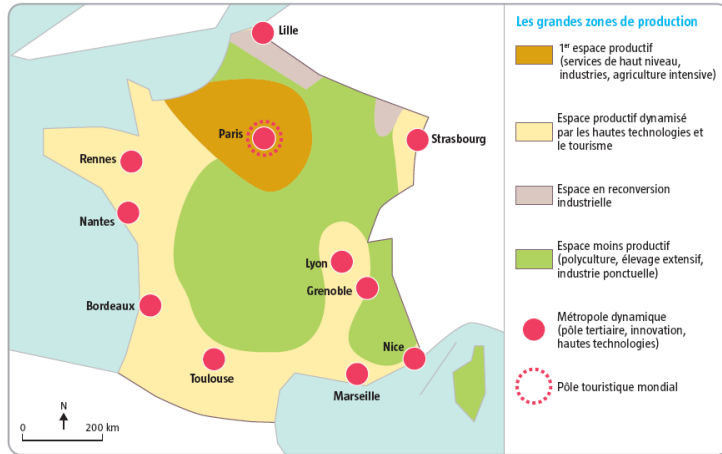 Lille
Paris
Strasbourg
Rennes
Nantes
Lyon
Grenoble
Bordeaux
Nice
Toulouse
Marseille
N
0 200 km
Les grandes zones de production
1er espace productif
(services de haut niveau,
industries, agriculture intensive)
Espace productif dynamisé
par les hautes technologies et
le tourisme
Espace en reconversion
industrielle
Espace moins productif
(polyculture, élevage extensif,
industrie ponctuelle)
Métropole dynamique
(pôle tertiaire, innovation,
hautes technologies)
Pôle touristique mondial